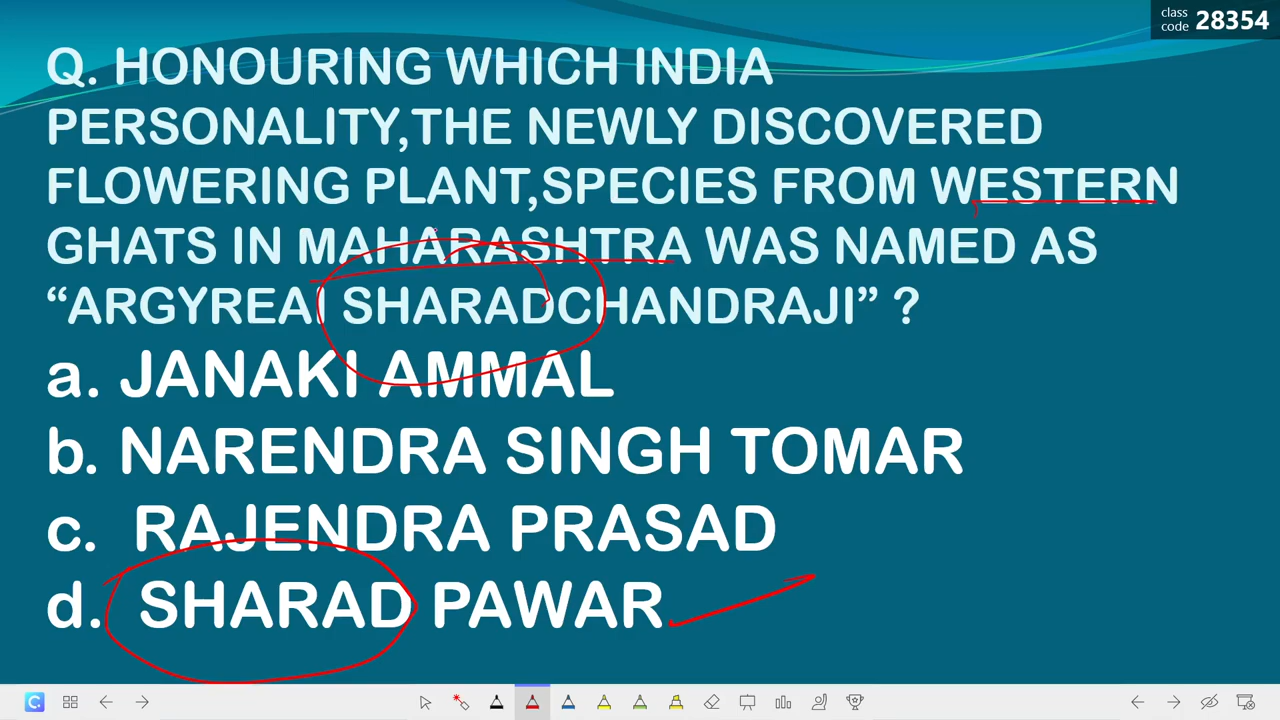 class
code 28354
Q. HONOURING WHICH INDIA
PERSONALITY,THE NEWLY DISCOVERED
FLOWERING PLANT,SPECIES FROM WESTERN
GHATS IN MAHARASHTRA WAS NAMED AS
“ARGYREAI SHARADCHANDRAJI” ?
a. JANAKI AMMAL
b. NARENDRA SINGH TOMAR
c. RAJENDRA PRASAD
d. SHARAD PAWAR